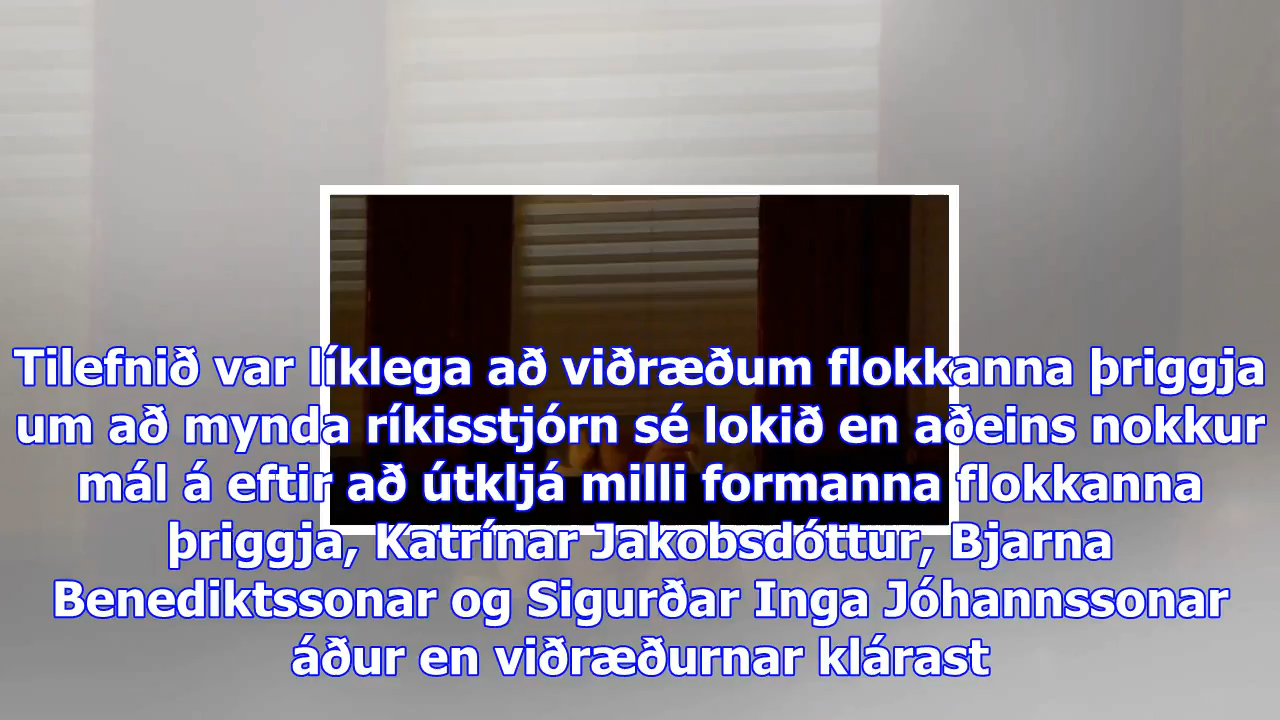 Tilefnið var líklega að viðræðum flokkanna þriggja
um að mynda ríkisstjórn sé lokið en aðeins nokkur
mál á eftir að útkljá milli formanna flokkanna
þriggja, Katrínar Jakobsdóttur, Bjarna
Benediktssonar og Sigurðar Inga Jóhannssonar
áður en viðræðurnar klárast